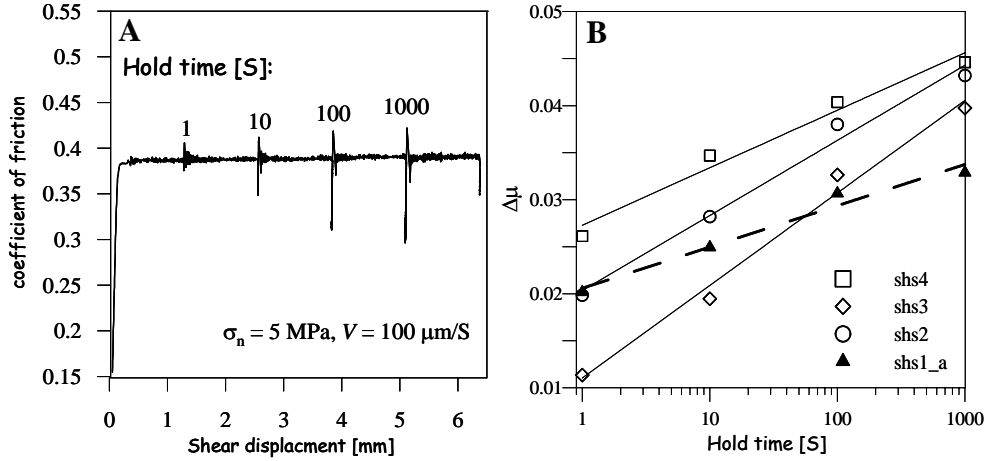 A
Hold time [S]:
1
10
100
1000
coefficient of friction
0.55
0.5
0.45
0.4
0.35
0.3
0.25
0.2
0.15
σn = 5 MPa, V = 100 μm/S
0 1 2 3 4 5 6
Shear displacment [mm]
B
Δμ
0.05
0.04
0.03
0.02
0.01
shs4
shs3
shs2
shs1_a
1 10 100 1000
Hold time [S]